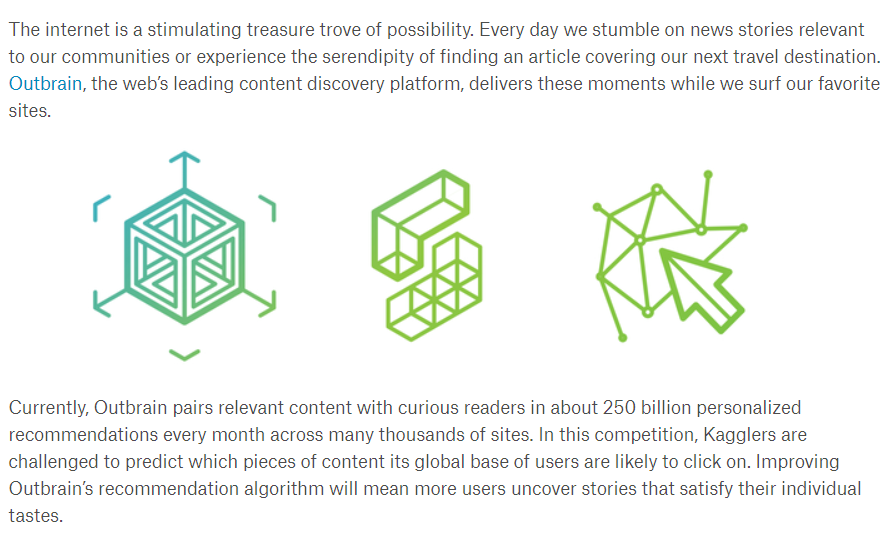 The internet is a stimulating treasure trove of possibility. Every day we stumble on news stories relevant
to our communities or experience the serendipity of finding an article covering our next travel destination.
Outbrain, the web's leading content discovery platform, delivers these moments while we surf our favorite
sites.
Currently, Outbrain pairs relevant content with curious readers in about 250 billion personalized
recommendations every month across many thousands of sites. In this competition, Kagglers are
challenged to predict which pieces of content its global base of users are likely to click on. Improving
Outbrain's recommendation algorithm will mean more users uncover stories that satisfy their individual
tastes.